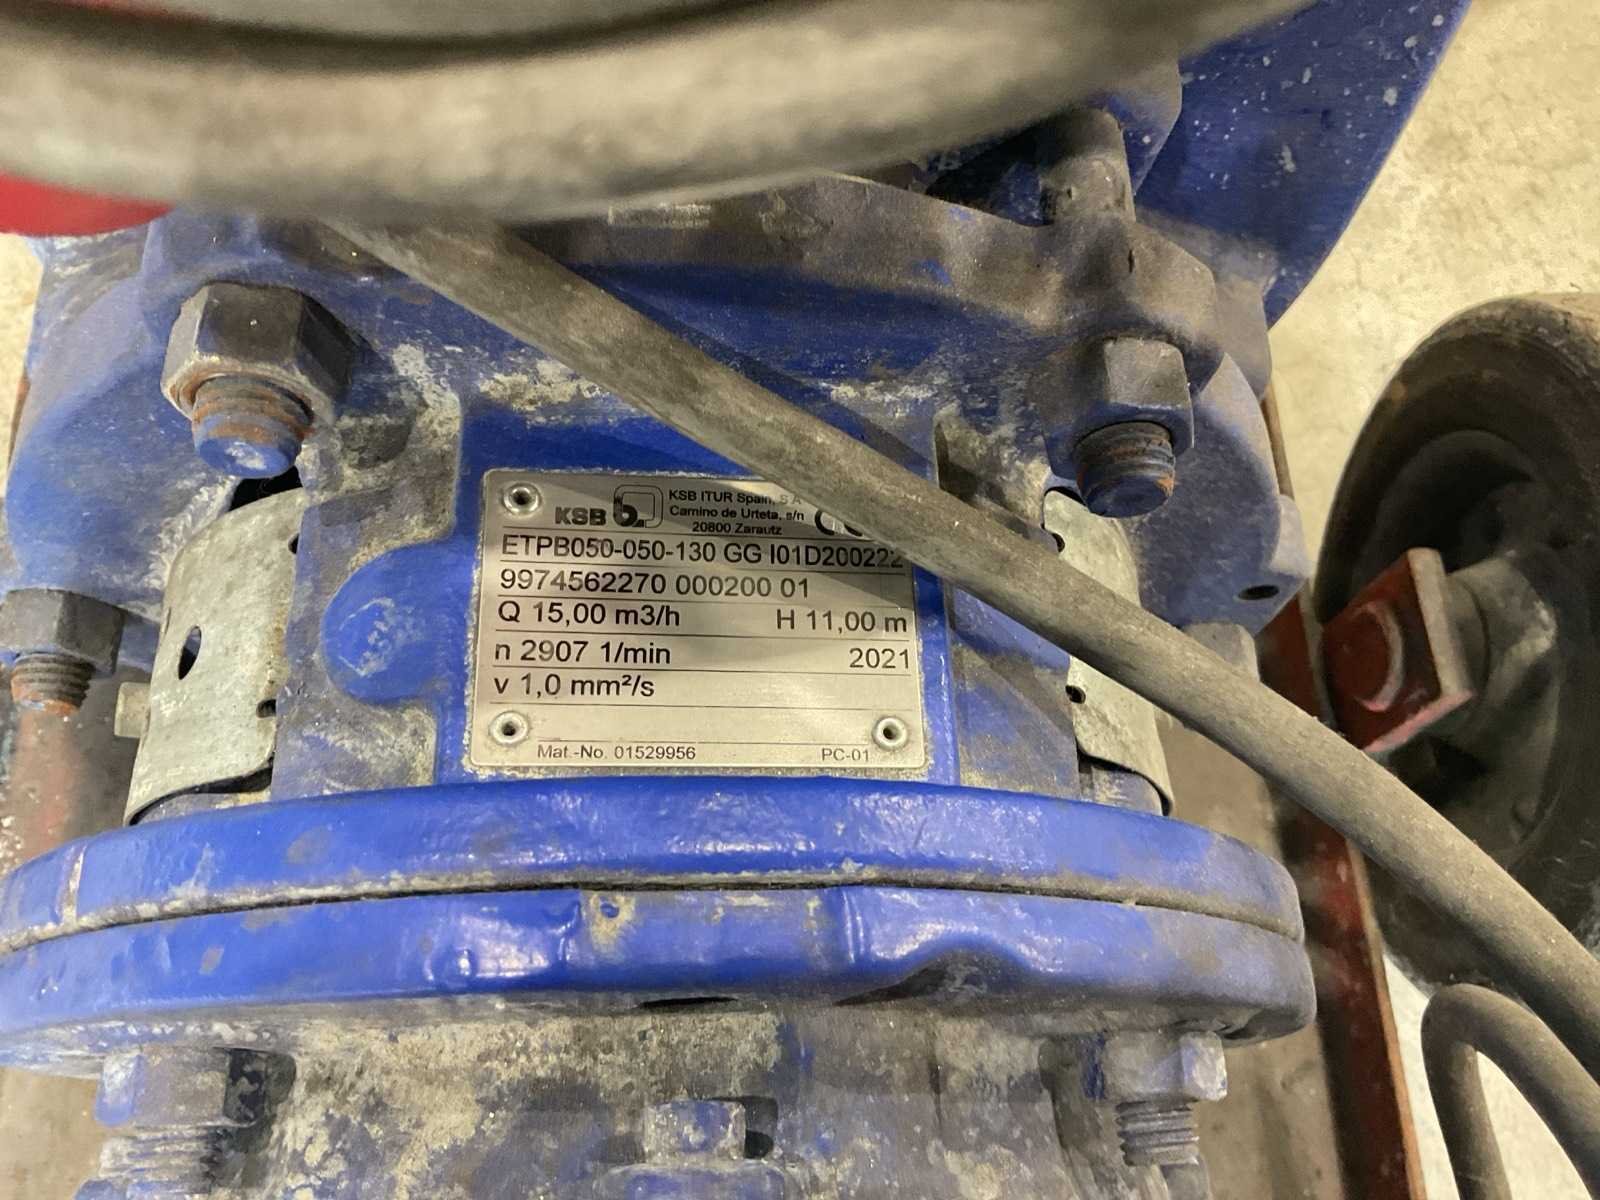 KSB
KSB ITUR Spain, S A
Camino de Urteta, s/n
20800 Zarautz
ETPB050-050-130 GG I01D200222
9974562270 000200 01
Q 15,00 m3/h H 11,00 m
n 2907 1/min 2021
v 1,0 mm²/s
Mat.-No. 01529956 PC-01